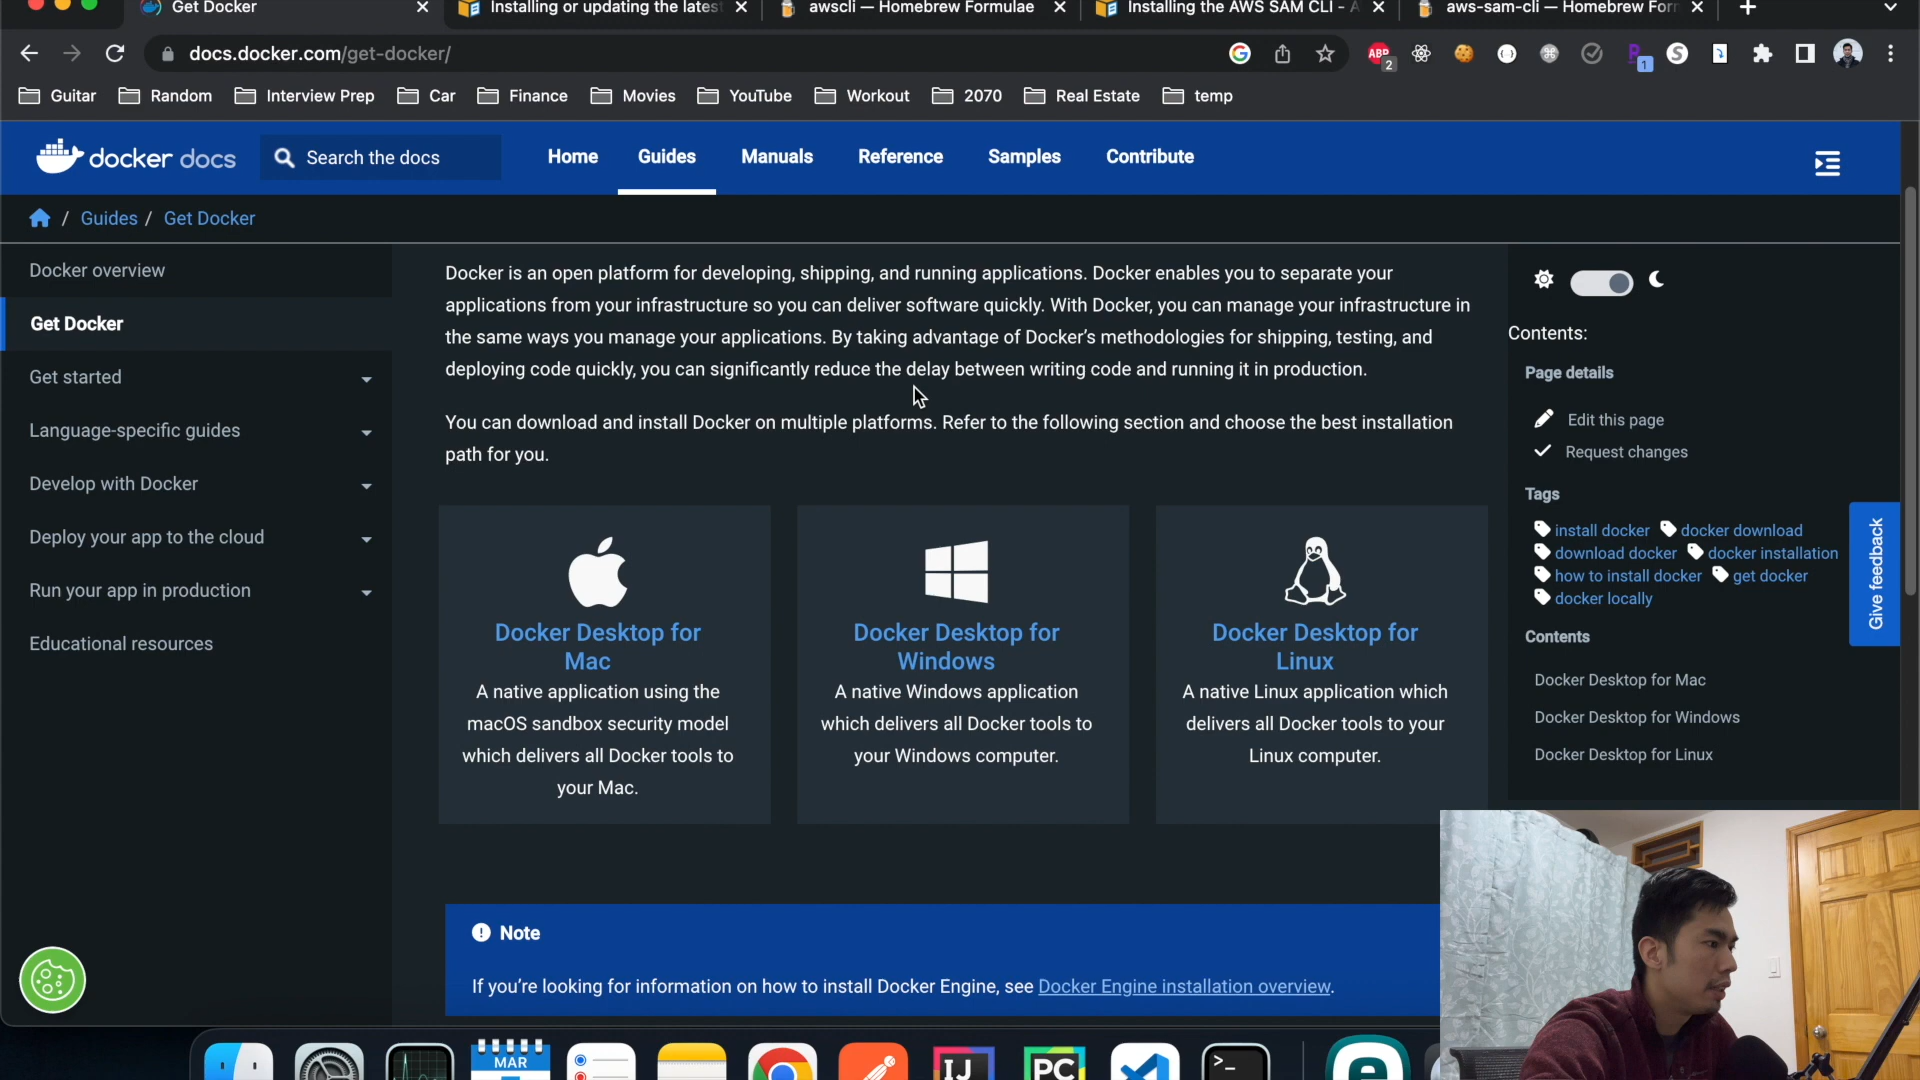 Get Docker
Installing or updating the latest
awscli — Homebrew Formulae
Installing the AWS SAM CLI - A
aws-sam-cli — Homebrew Form
docs.docker.com/get-docker/
ABP
2
1
Guitar
Random
Interview Prep
Car
Finance
Movies
YouTube
Workout
2070
Real Estate
temp
docker docs
Search the docs
Home
Guides
Manuals
Reference
Samples
Contribute
/ Guides / Get Docker
Docker overview
Get Docker
Get started
Language-specific guides
Develop with Docker
Deploy your app to the cloud
Run your app in production
Educational resources
Docker is an open platform for developing, shipping, and running applications. Docker enables you to separate your
applications from your infrastructure so you can deliver software quickly. With Docker, you can manage your infrastructure in
the same ways you manage your applications. By taking advantage of Docker's methodologies for shipping, testing, and
deploying code quickly, you can significantly reduce the delay between writing code and running it in production.
You can download and install Docker on multiple platforms. Refer to the following section and choose the best installation
path for you.
Docker Desktop for
Mac
A native application using the
macOS sandbox security model
which delivers all Docker tools to
your Mac.
Docker Desktop for
Windows
A native Windows application
which delivers all Docker tools to
your Windows computer.
Docker Desktop for
Linux
A native Linux application which
delivers all Docker tools to your
Linux computer.
Note
If you're looking for information on how to install Docker Engine, see Docker Engine installation overview.
Contents:
Page details
Edit this page
Request changes
Tags
install docker
docker download
download docker
docker installation
how to install docker
get docker
docker locally
Contents
Docker Desktop for Mac
Docker Desktop for Windows
Docker Desktop for Linux
Give feedback
MAR
IJ
PC
>_